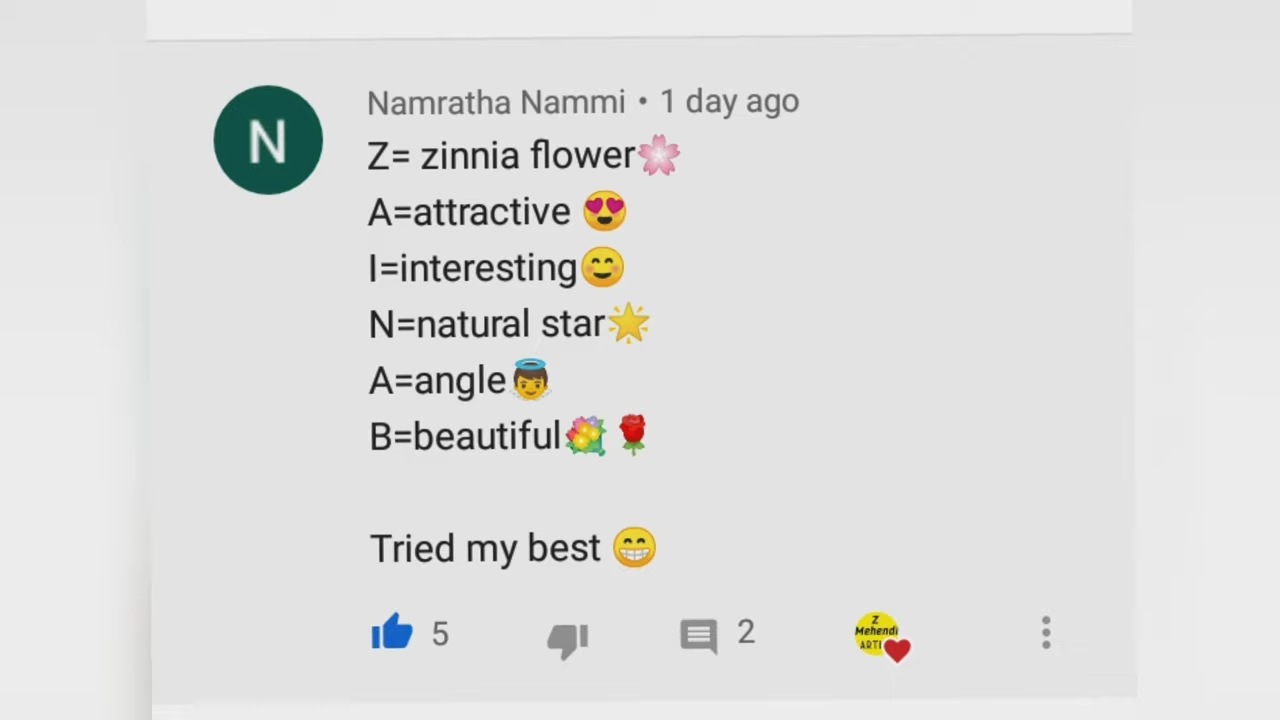 N
Namratha Nammi • 1 day ago
Z= zinnia flower🌸
A=attractive 😍
I=interesting😊
N=natural star🌟
A=angle👼
B=beautiful💐🌹
Tried my best 😁
5
2
Z
Mehendi
ARTI